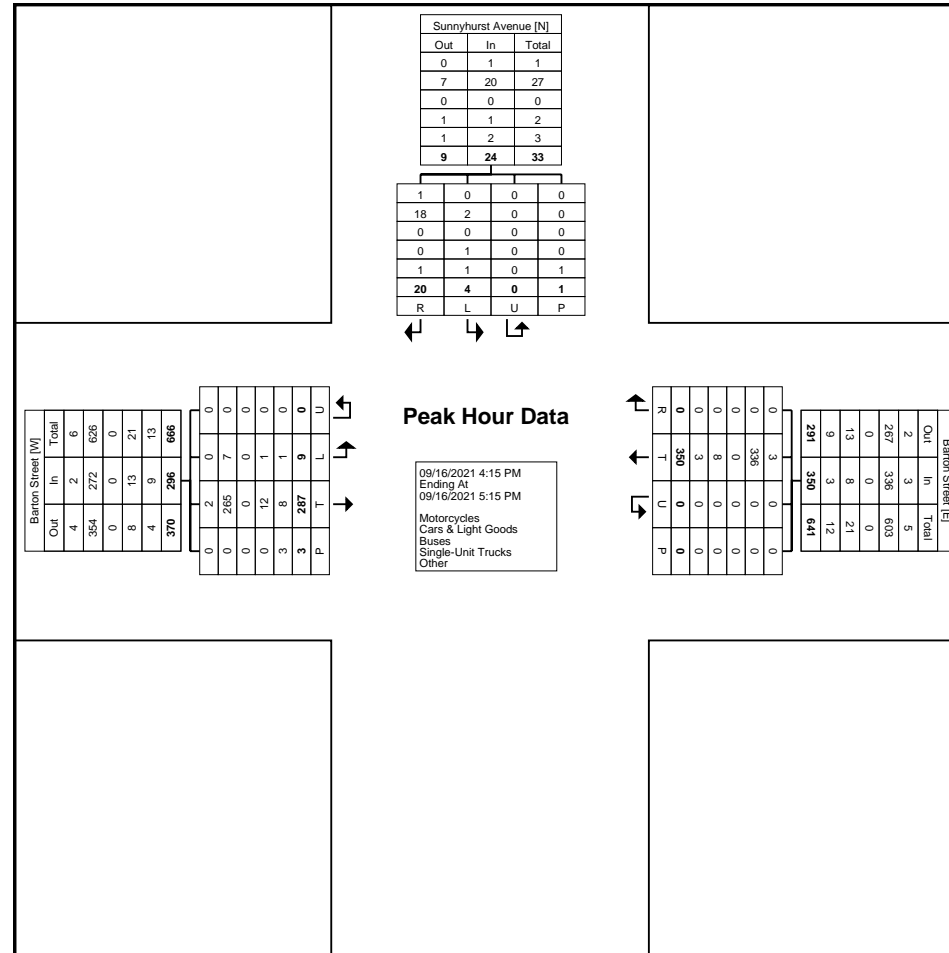 Sunnyhurst Avenue [N]
Out In Total
0 1 1
7 20 27
0 0 0
1 1 2
1 2 3
9 24 33
1 0 0 0
18 2 0 0
0 0 0 0
0 1 0 0
1 1 0 1
20 4 0 1
R L U P
Barton Street [W]
Total In Out
6 2 4
626 272 354
0 0 0
21 13 8
13 9 4
666 296 370
0 0 2 0
0 7 265 0
0 0 0 0
0 1 12 0
0 1 8 3
0 9 287 3
U L T P
Peak Hour Data
09/16/2021 4:15 PM
Ending At
09/16/2021 5:15 PM
Motorcycles
Cars & Light Goods
Buses
Single-Unit Trucks
Other
Barton Street [E]
Out In Total
2 3 5
267 336 603
0 0 0
13 8 21
9 3 12
291 350 641
0 3 0 0
0 336 0 0
0 0 0 0
0 8 0 0
0 3 0 0
0 350 0 0
R T U P